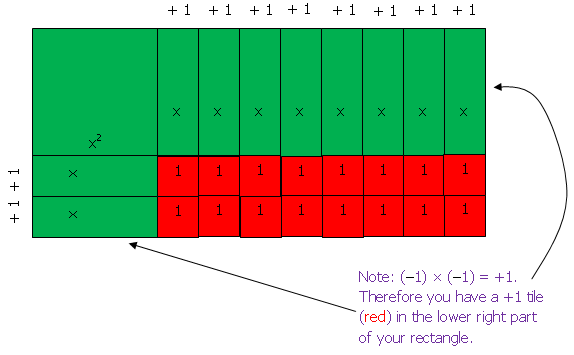 + 1 + 1 + 1 + 1 + 1 + 1 + 1 + 1
x x x x x x x x
x²
+ 1 + 1
x 1 1 1 1 1 1 1 1
x 1 1 1 1 1 1 1 1
Note: (−1) × (−1) = +1.
Therefore you have a +1 tile
(red) in the lower right part
of your rectangle.